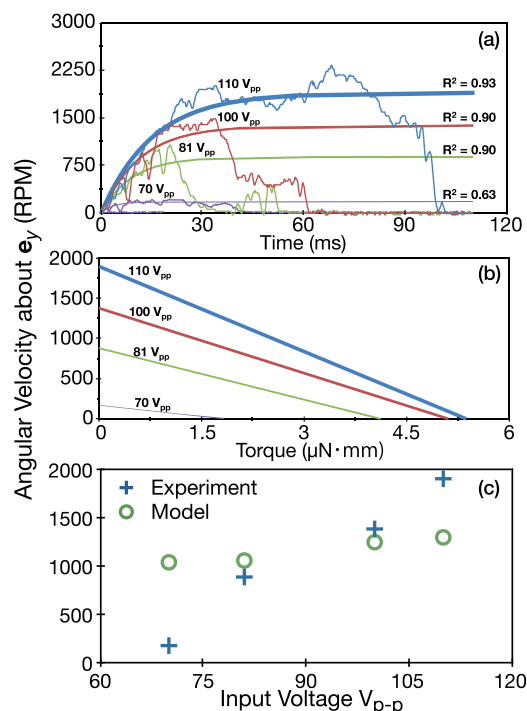 Angular Velocity about e_y (RPM)
3000
2250
1500
750
0
(a)
110 Vpp
100 Vpp
81 Vpp
70 Vpp
R² = 0.93
R² = 0.90
R² = 0.90
R² = 0.63
0 30 60 90 120
Time (ms)
2000
1500
1000
500
0
(b)
110 Vpp
100 Vpp
81 Vpp
70 Vpp
0 1.5 3 4.5 6
Torque (µN·mm)
2000
1500
1000
500
0
(c)
Experiment
Model
60 75 90 105 120
Input Voltage Vp-p